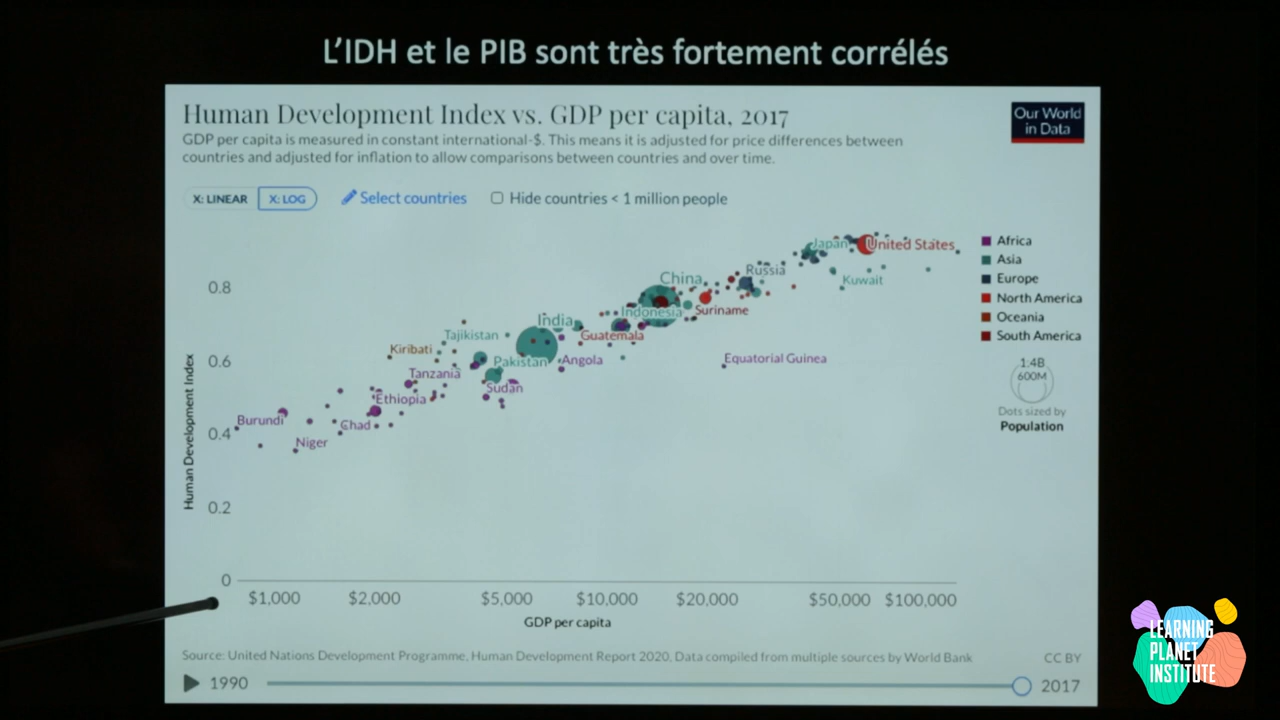 L'IDH et le PIB sont très fortement corrélés
Human Development Index vs. GDP per capita, 2017
Our World
in Data
GDP per capita is measured in constant international-$. This means it is adjusted for price differences between
countries and adjusted for inflation to allow comparisons between countries and over time.
X: LINEAR
X: LOG
Select countries
Hide countries < 1 million people
Japan
United States
Africa
Asia
Europe
North America
Oceania
South America
Russia
Kuwait
China
0.8
Indonesia
Suriname
India
Tajikistan
Guatemala
Kiribati
0.6
Pakistan
Angola
Equatorial Guinea
1:4B
600M
Tanzania
Sudan
Ethiopia
Dots sized by
Population
Burundi
Chad
0.4
Niger
Human Development Index
0.2
0
$1,000
$2,000
$5,000
$10,000
$20,000
$50,000
$100,000
GDP per capita
Source: United Nations Development Programme, Human Development Report 2020, Data compiled from multiple sources by World Bank
CC BY
1990
2017
LEARNING
PLANET
INSTITUTE